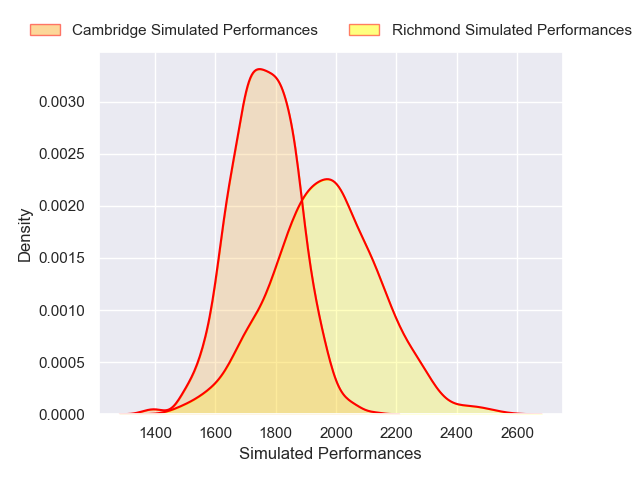 Cambridge Simulated Performances Richmond Simulated Performances
0.0030
0.0025
0.0020
0.0015
0.0010
0.0005
0.0000
Density
1400 1600 1800 2000 2200 2400 2600
Simulated Performances